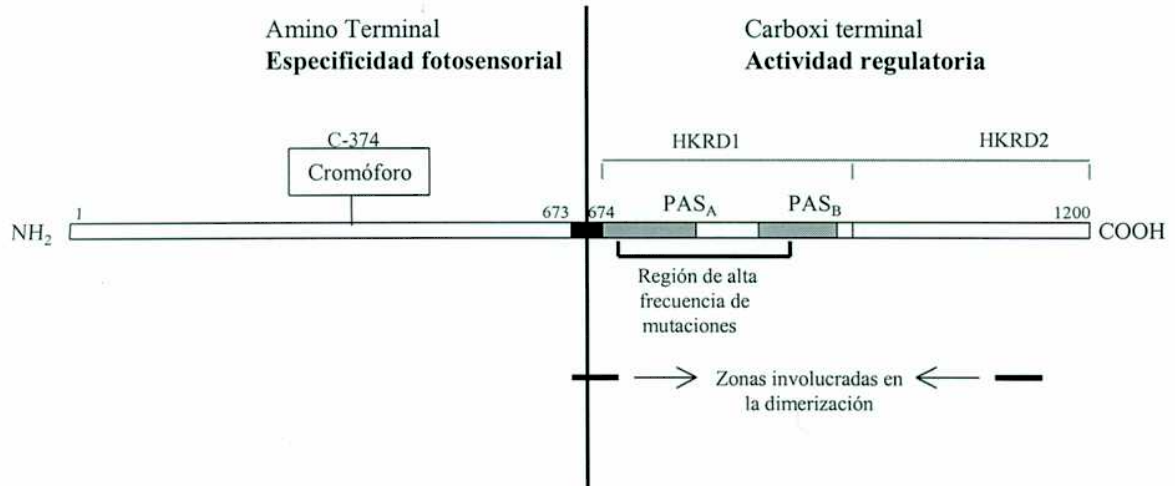 Amino Terminal
Especificidad fotosensorial
Carboxi terminal
Actividad regulatoria
C-374
Cromóforo
HKRD1
HKRD2
NH2
1
673
674
PASA
PASB
1200
COOH
Región de alta
frecuencia de
mutaciones
Zonas involucradas en
la dimerización